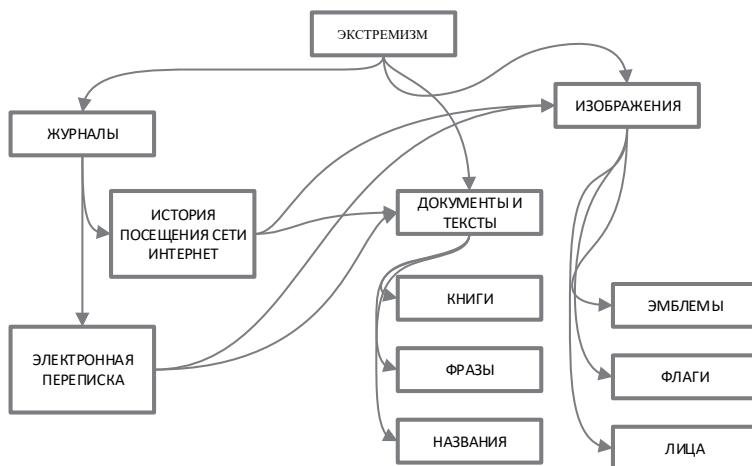 ЭКСТРЕМИЗМ
ЖУРНАЛЫ
ИЗОБРАЖЕНИЯ
ИСТОРИЯ
ПОСЕЩЕНИЯ СЕТИ
ИНТЕРНЕТ
ДОКУМЕНТЫ И
ТЕКСТЫ
КНИГИ
ЭМБЛЕМЫ
ЭЛЕКТРОННАЯ
ПЕРЕПИСКА
ФРАЗЫ
ФЛАГИ
НАЗВАНИЯ
ЛИЦА